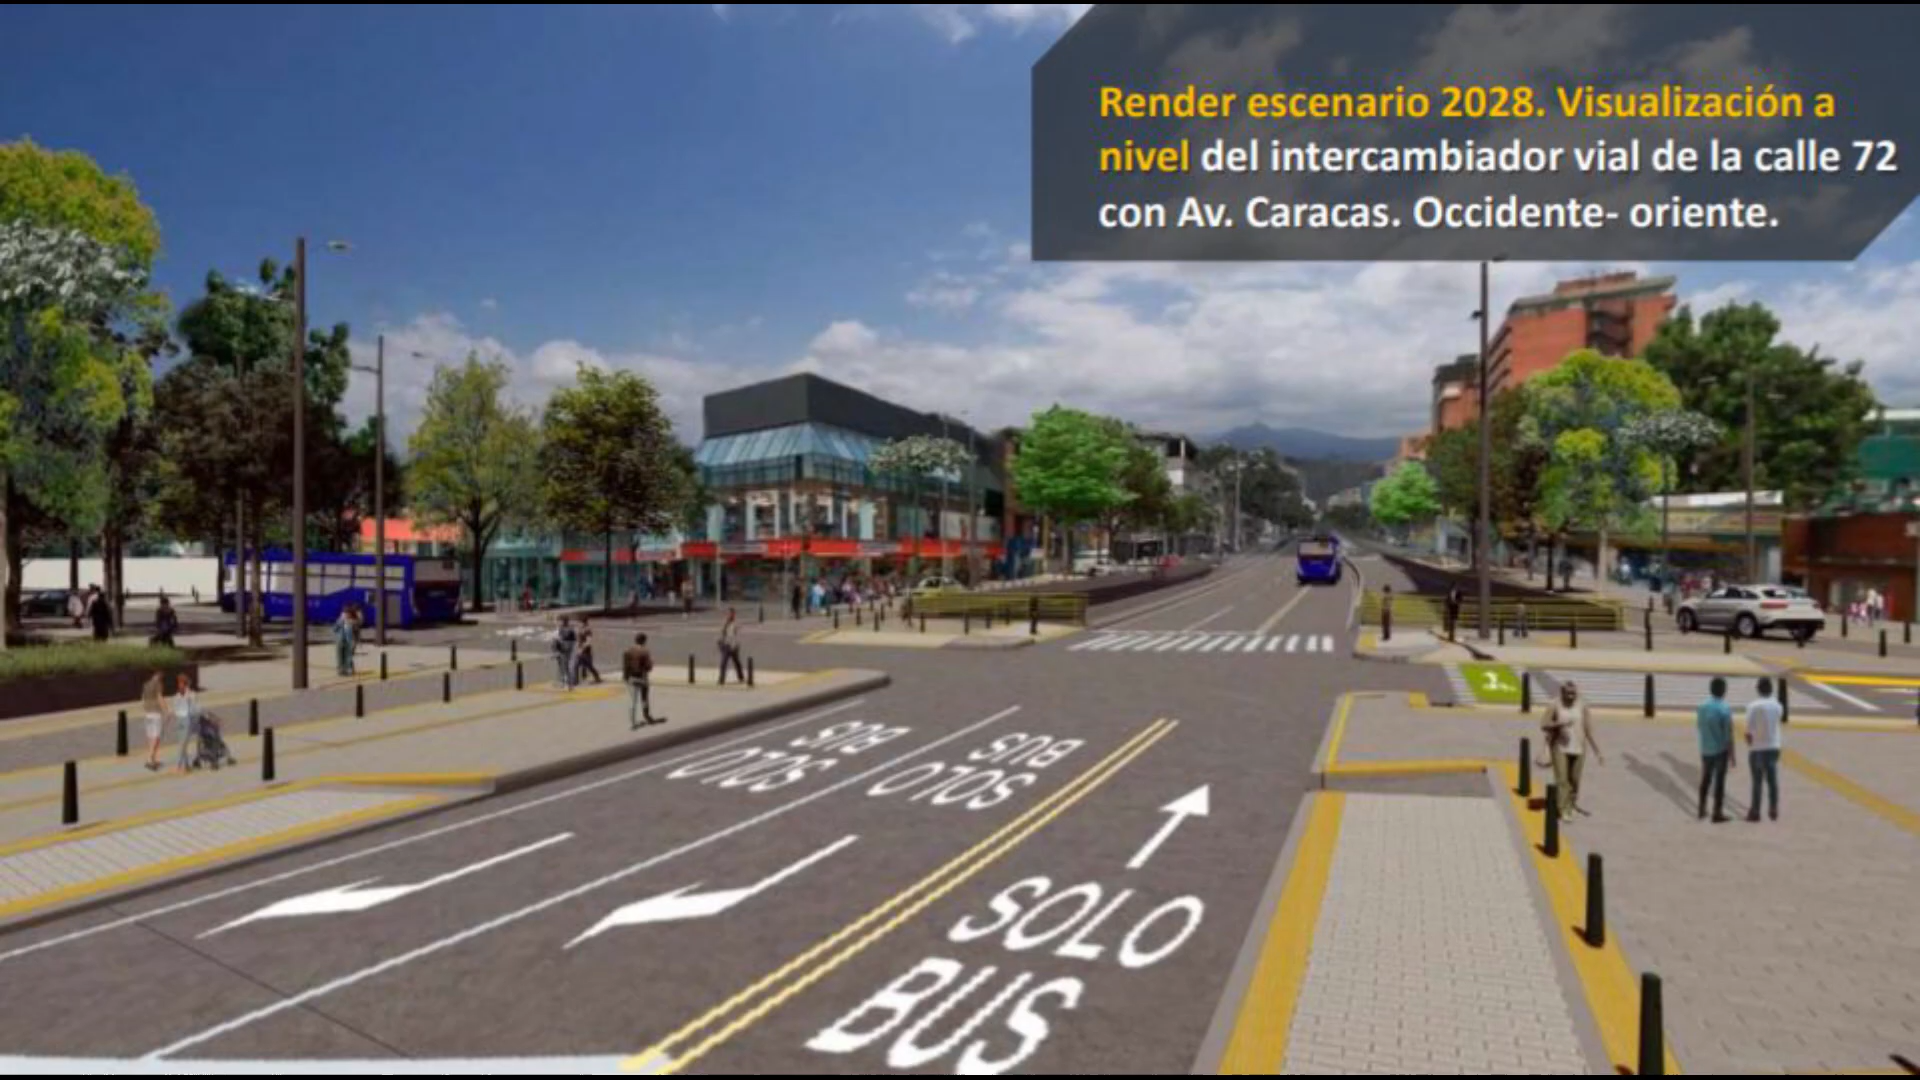 Render escenario 2028. Visualización a
nivel del intercambiador vial de la calle 72
con Av. Caracas. Occidente- oriente.
SOLO
BUS
SOLO
BUS
SOLO
BUS